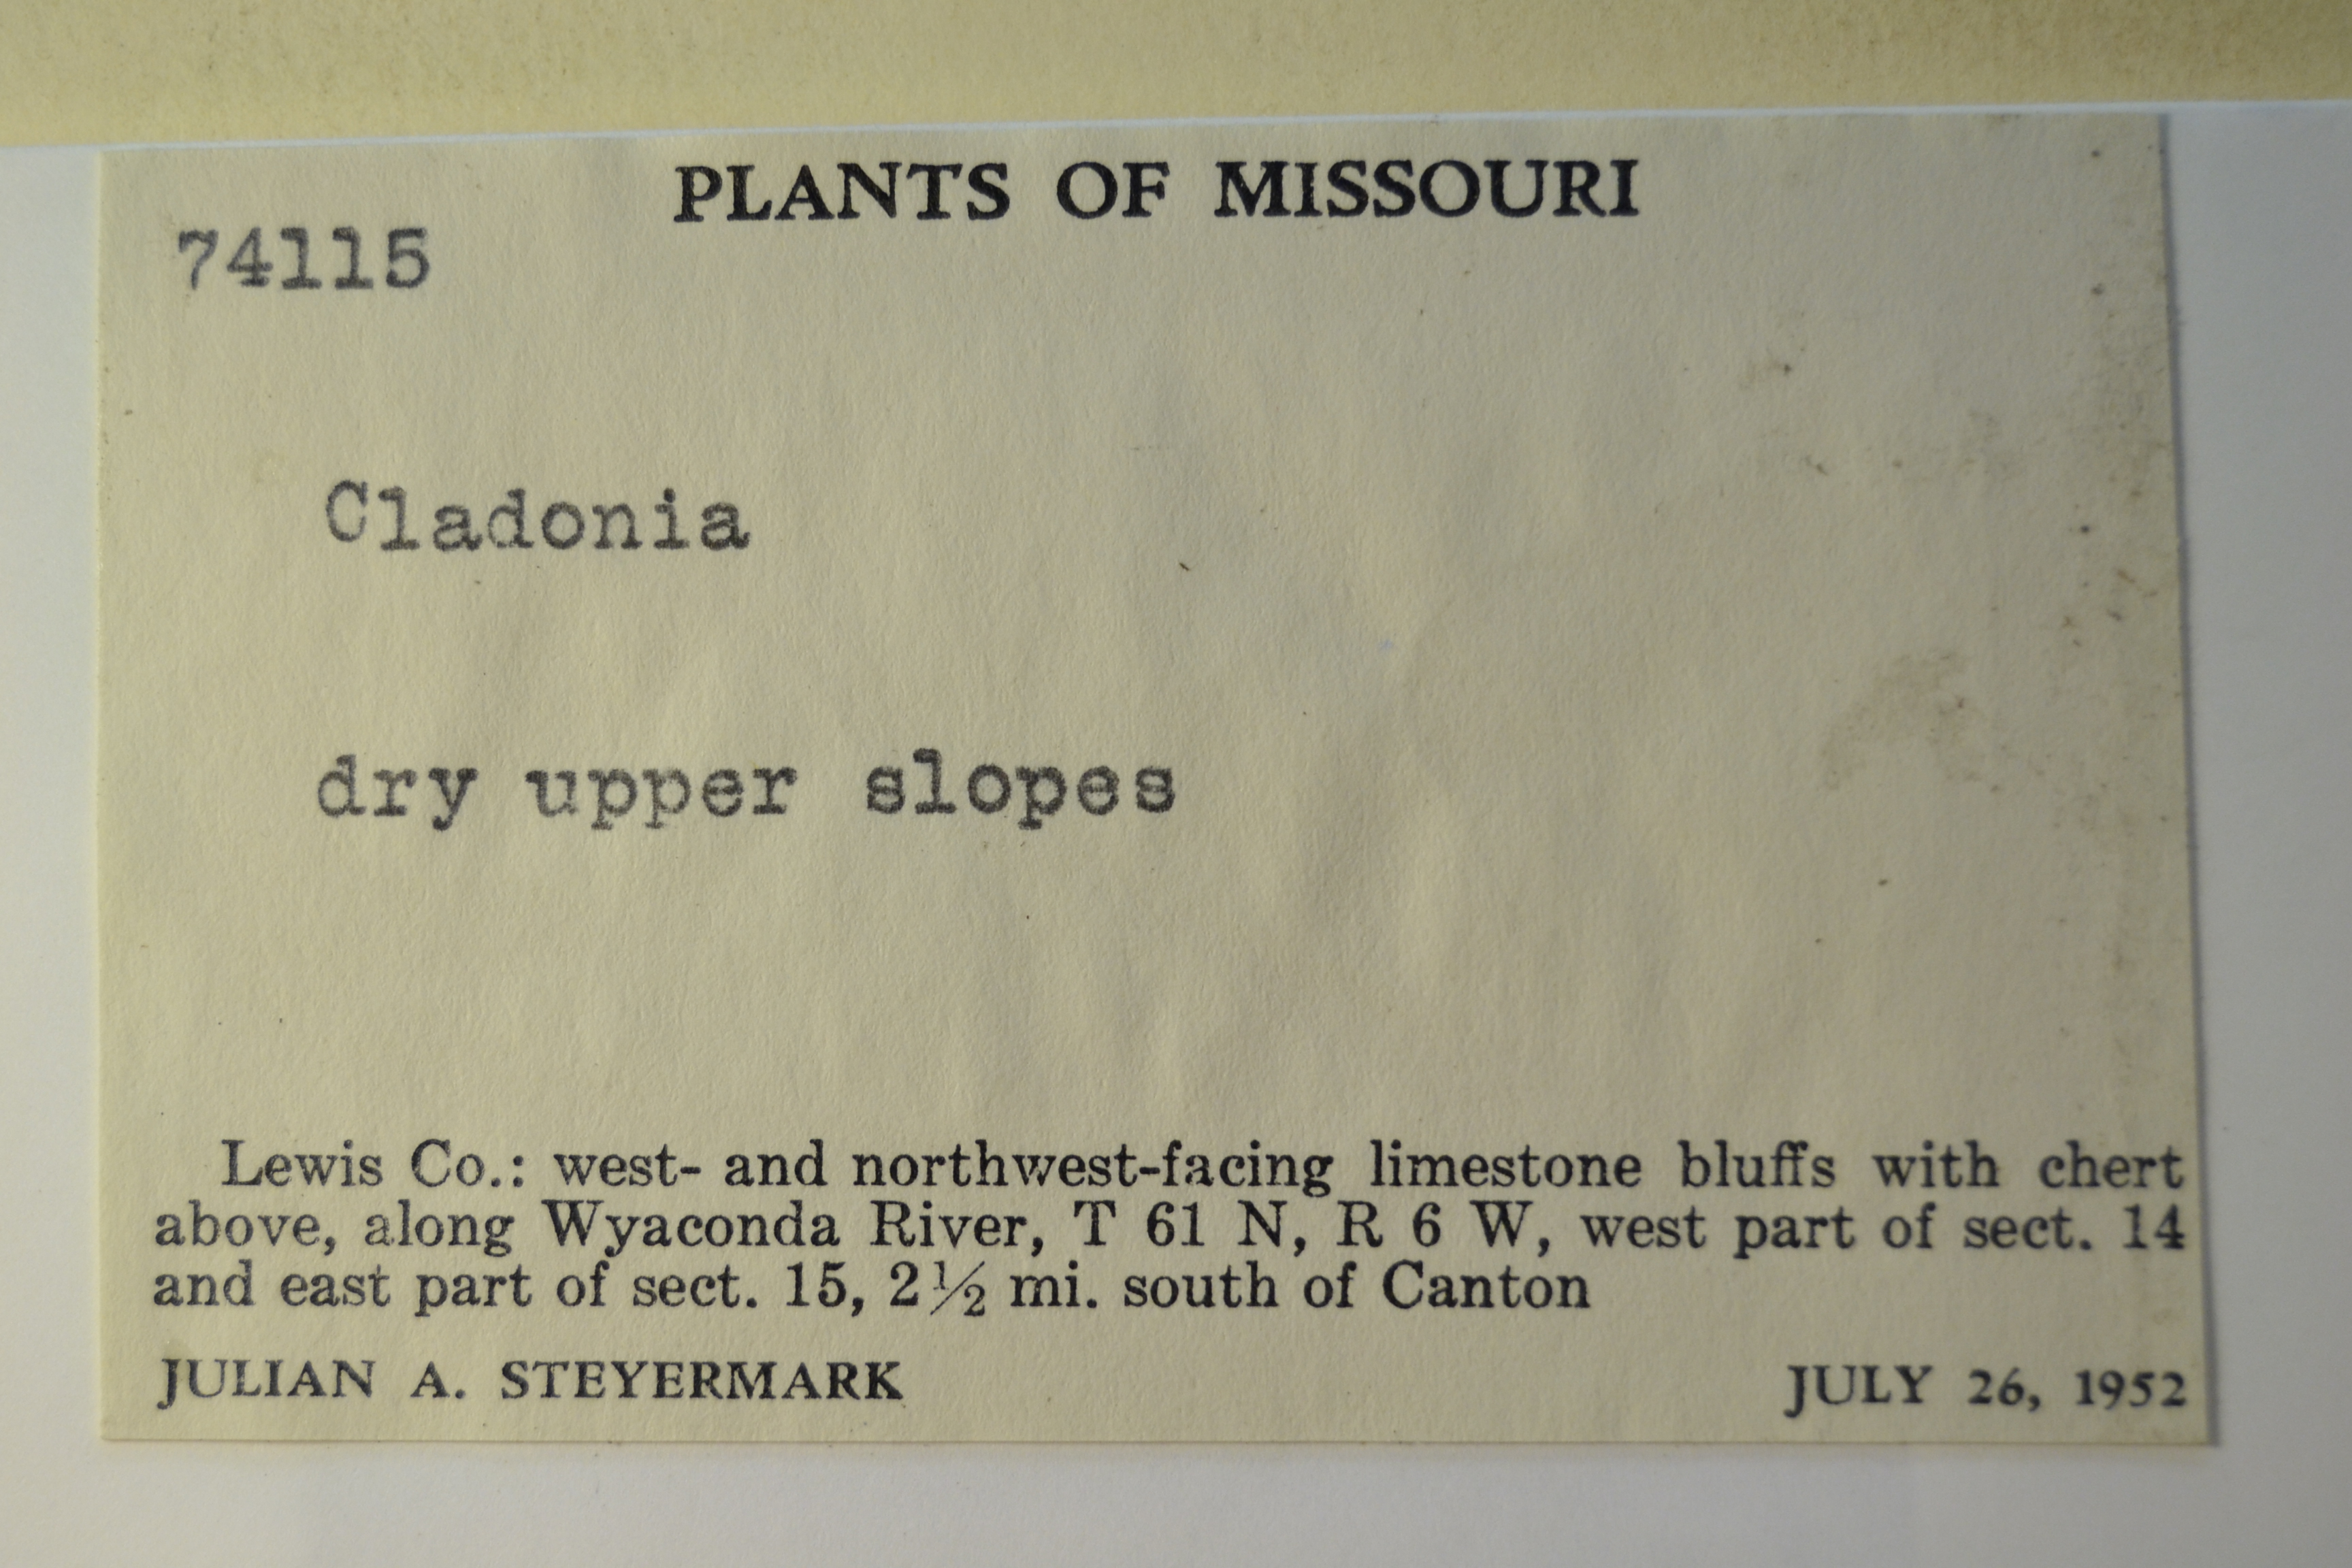 PLANTS OF MISSOURI
74115
Cladonia
dry upper slopes
Lewis Co.: west- and northwest-facing limestone bluffs with chert
above, along Wyaconda River, T 61 N, R 6 W, west part of sect. 14
and east part of sect. 15, 2½ mi. south of Canton
JULIAN A. STEYERMARK JULY 26, 1952